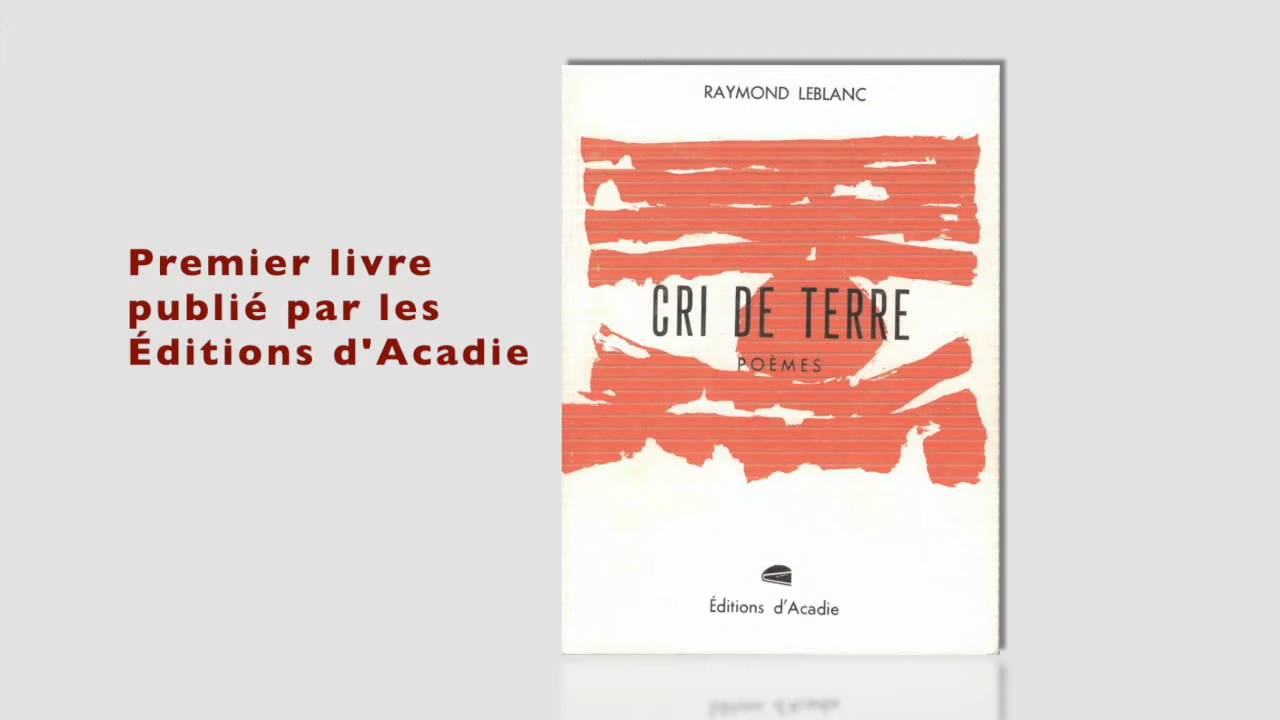 Premier livre
publié par les
Éditions d'Acadie
RAYMOND LEBLANC
CRI DE TERRE
POÈMES
Éditions d'Acadie